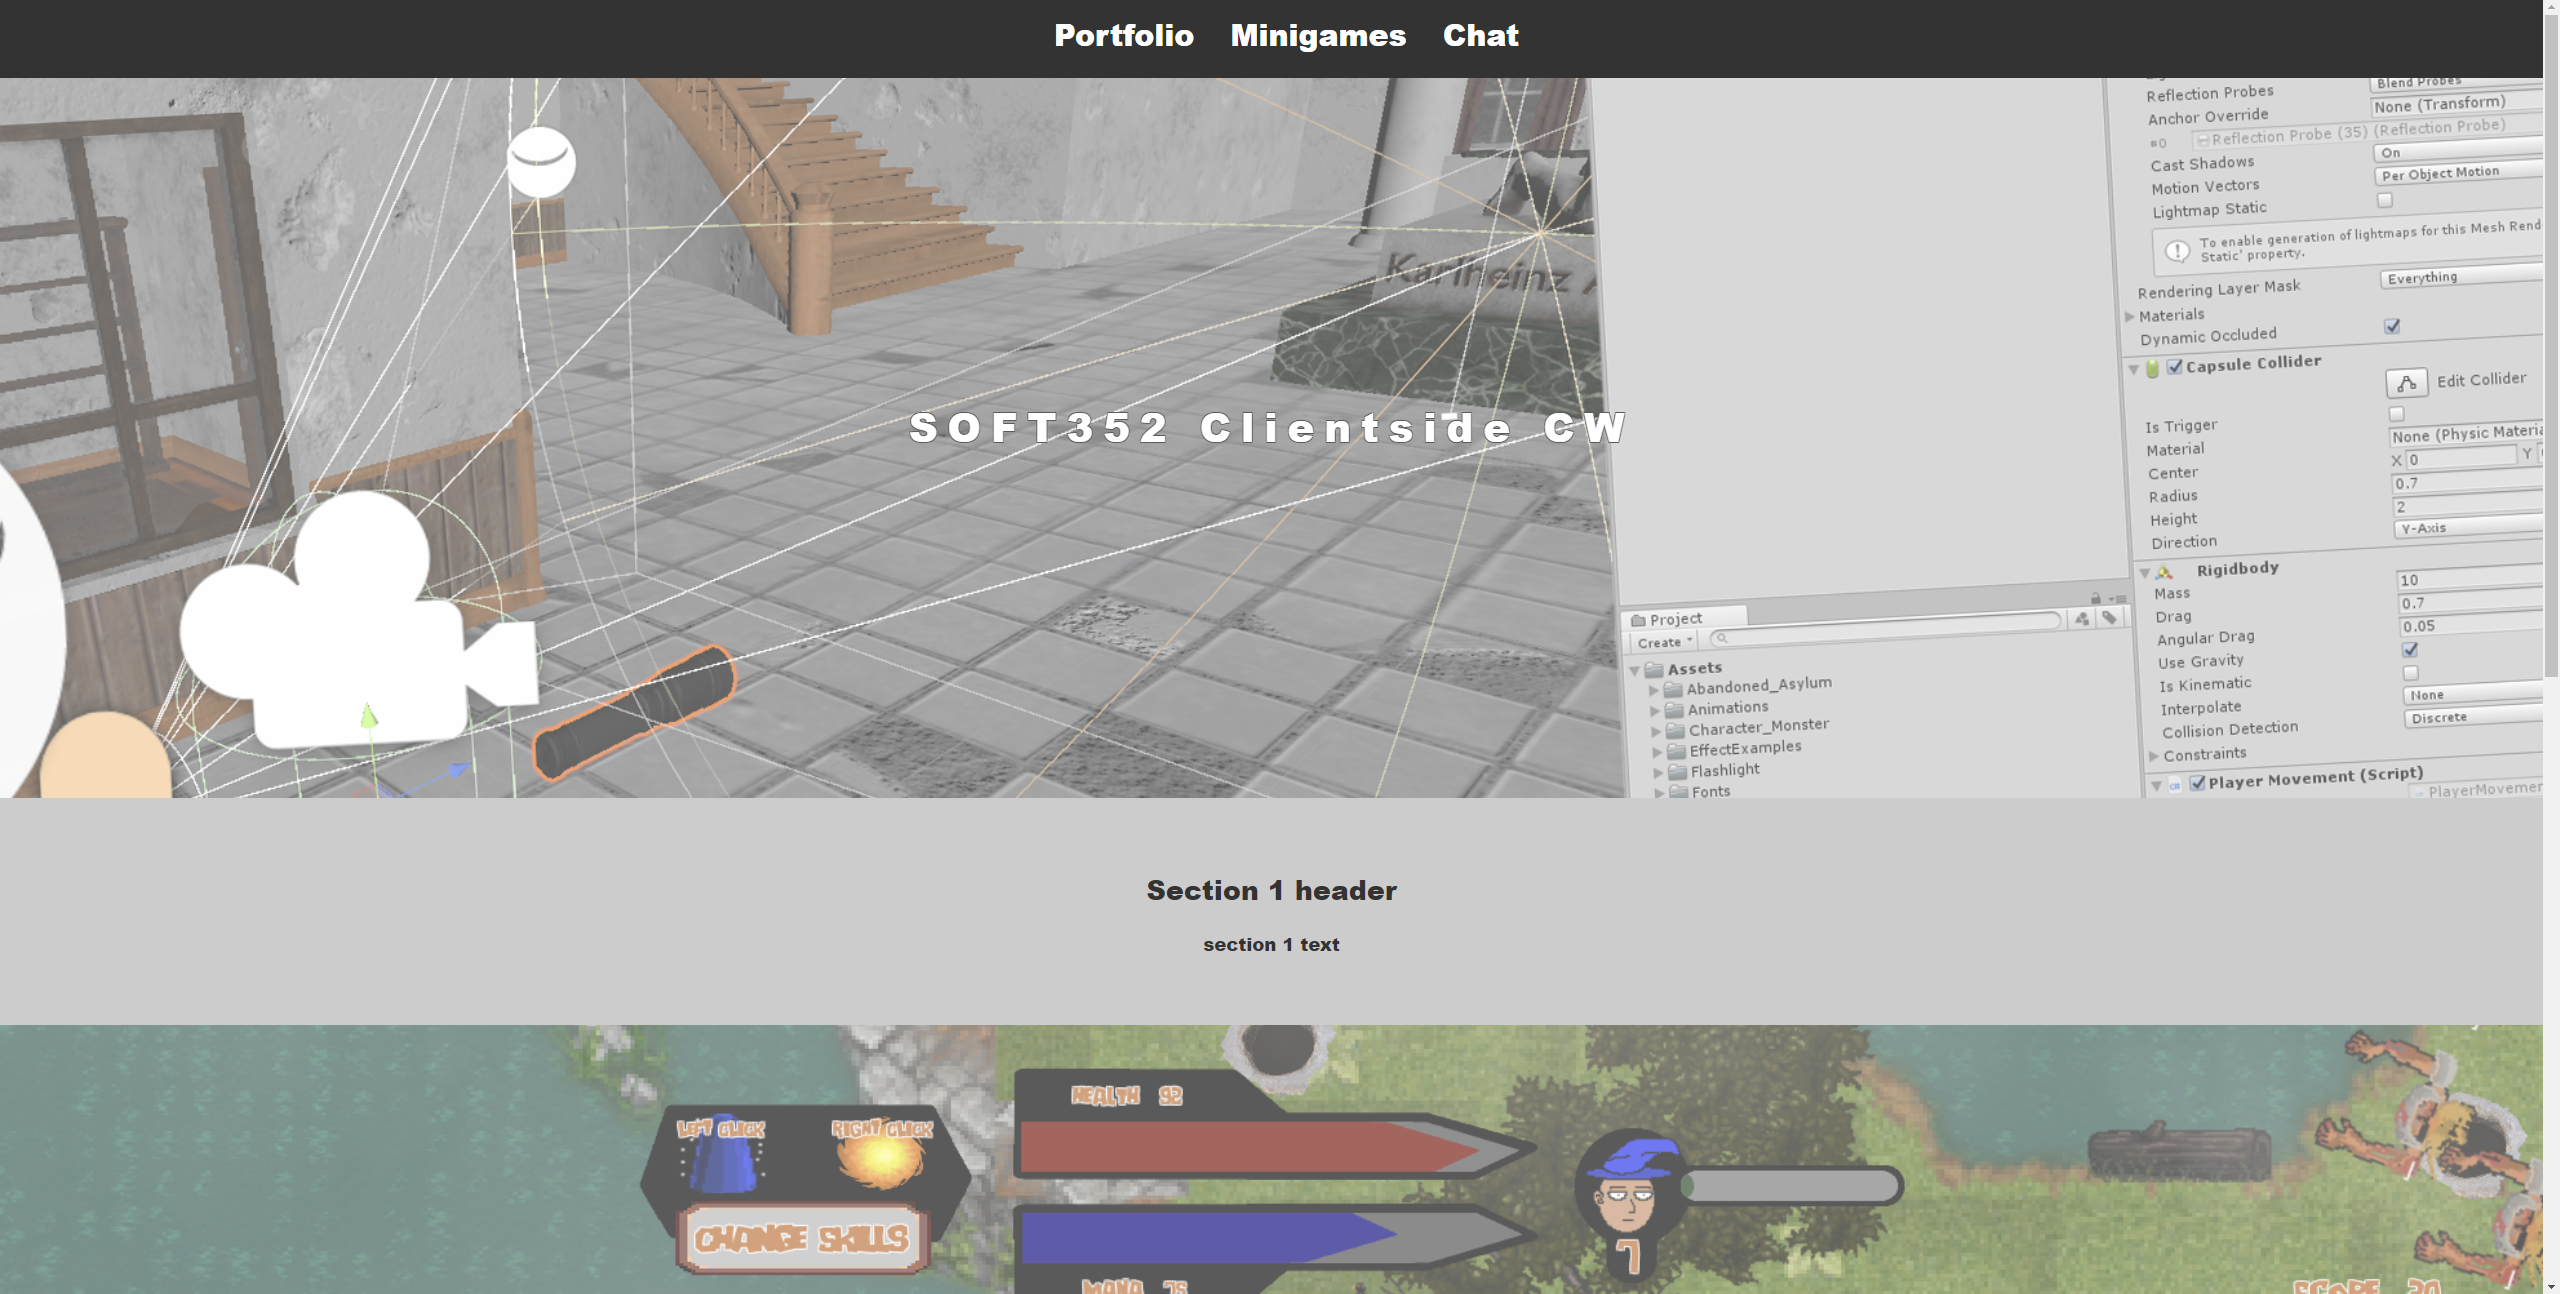 Portfolio Minigames Chat
Blend Probes
Reflection Probes
None (Transform)
Anchor Override
#0 Reflection Probe (35) (Reflection Probe)
Cast Shadows On
Motion Vectors Per Object Motion
Lightmap Static
To enable generation of lightmaps for this Mesh Rend
Static' property.
Rendering Layer Mask Everything
Materials
Dynamic Occluded
Karlheinz
Capsule Collider
Edit Collider
SOFT352 Clientside CW
Is Trigger
Material None (Physic Materia
Center X 0 Y
Radius 0.7
Height 2
Direction Y-Axis
Rigidbody
Mass 10
Drag 0.7
Angular Drag 0.05
Use Gravity
Is Kinematic
Interpolate None
Collision Detection Discrete
Constraints
Player Movement (Script)
PlayerMovemen
Project
Create
Assets
Abandoned_Asylum
Animations
Character_Monster
EffectExamples
Flashlight
Fonts
Section 1 header
section 1 text
HEALTH 92
LEFT CLICK RIGHT CLICK
CHANGE SKILLS
7
MANA 75
SCORE 30